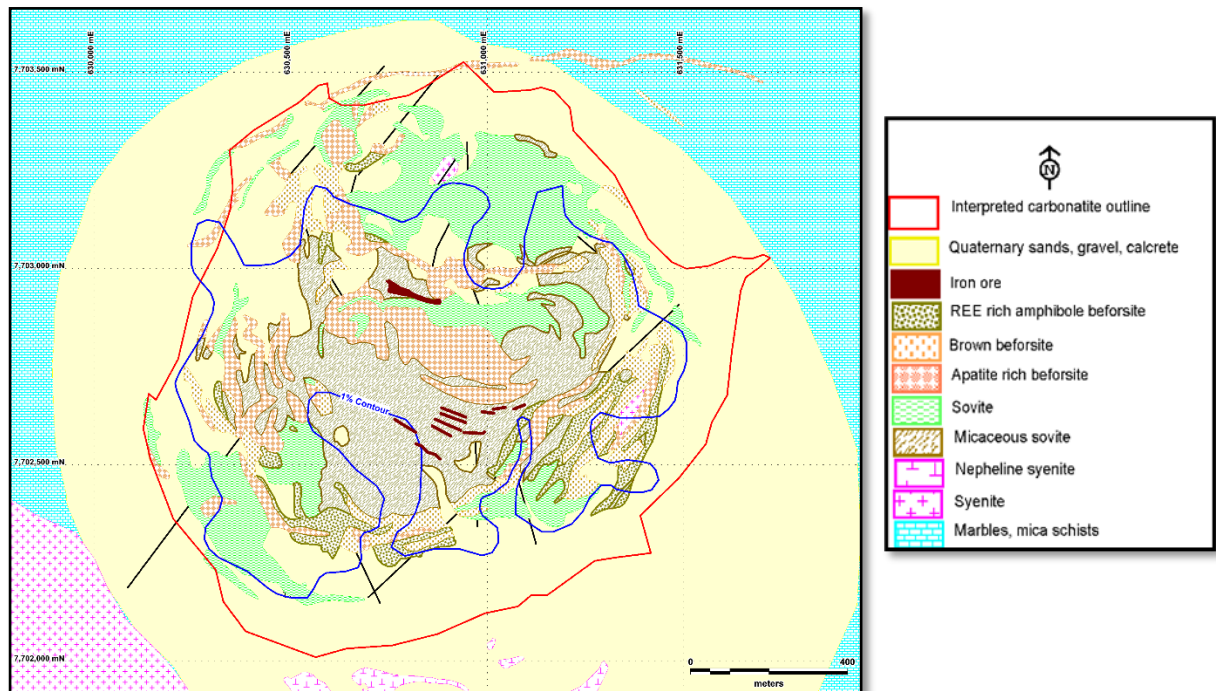 630,000 mE
630,500 mE
631,000 mE
631,500 mE
7,703,500 mN
7,703,000 mN
1% Contour
7,702,500 mN
7,702,000 mN
0
400
meters
N
Interpreted carbonatite outline
Quaternary sands, gravel, calcrete
Iron ore
REE rich amphibole beforsite
Brown beforsite
Apatite rich beforsite
Sovite
Micaceous sovite
Nepheline syenite
Syenite
Marbles, mica schists